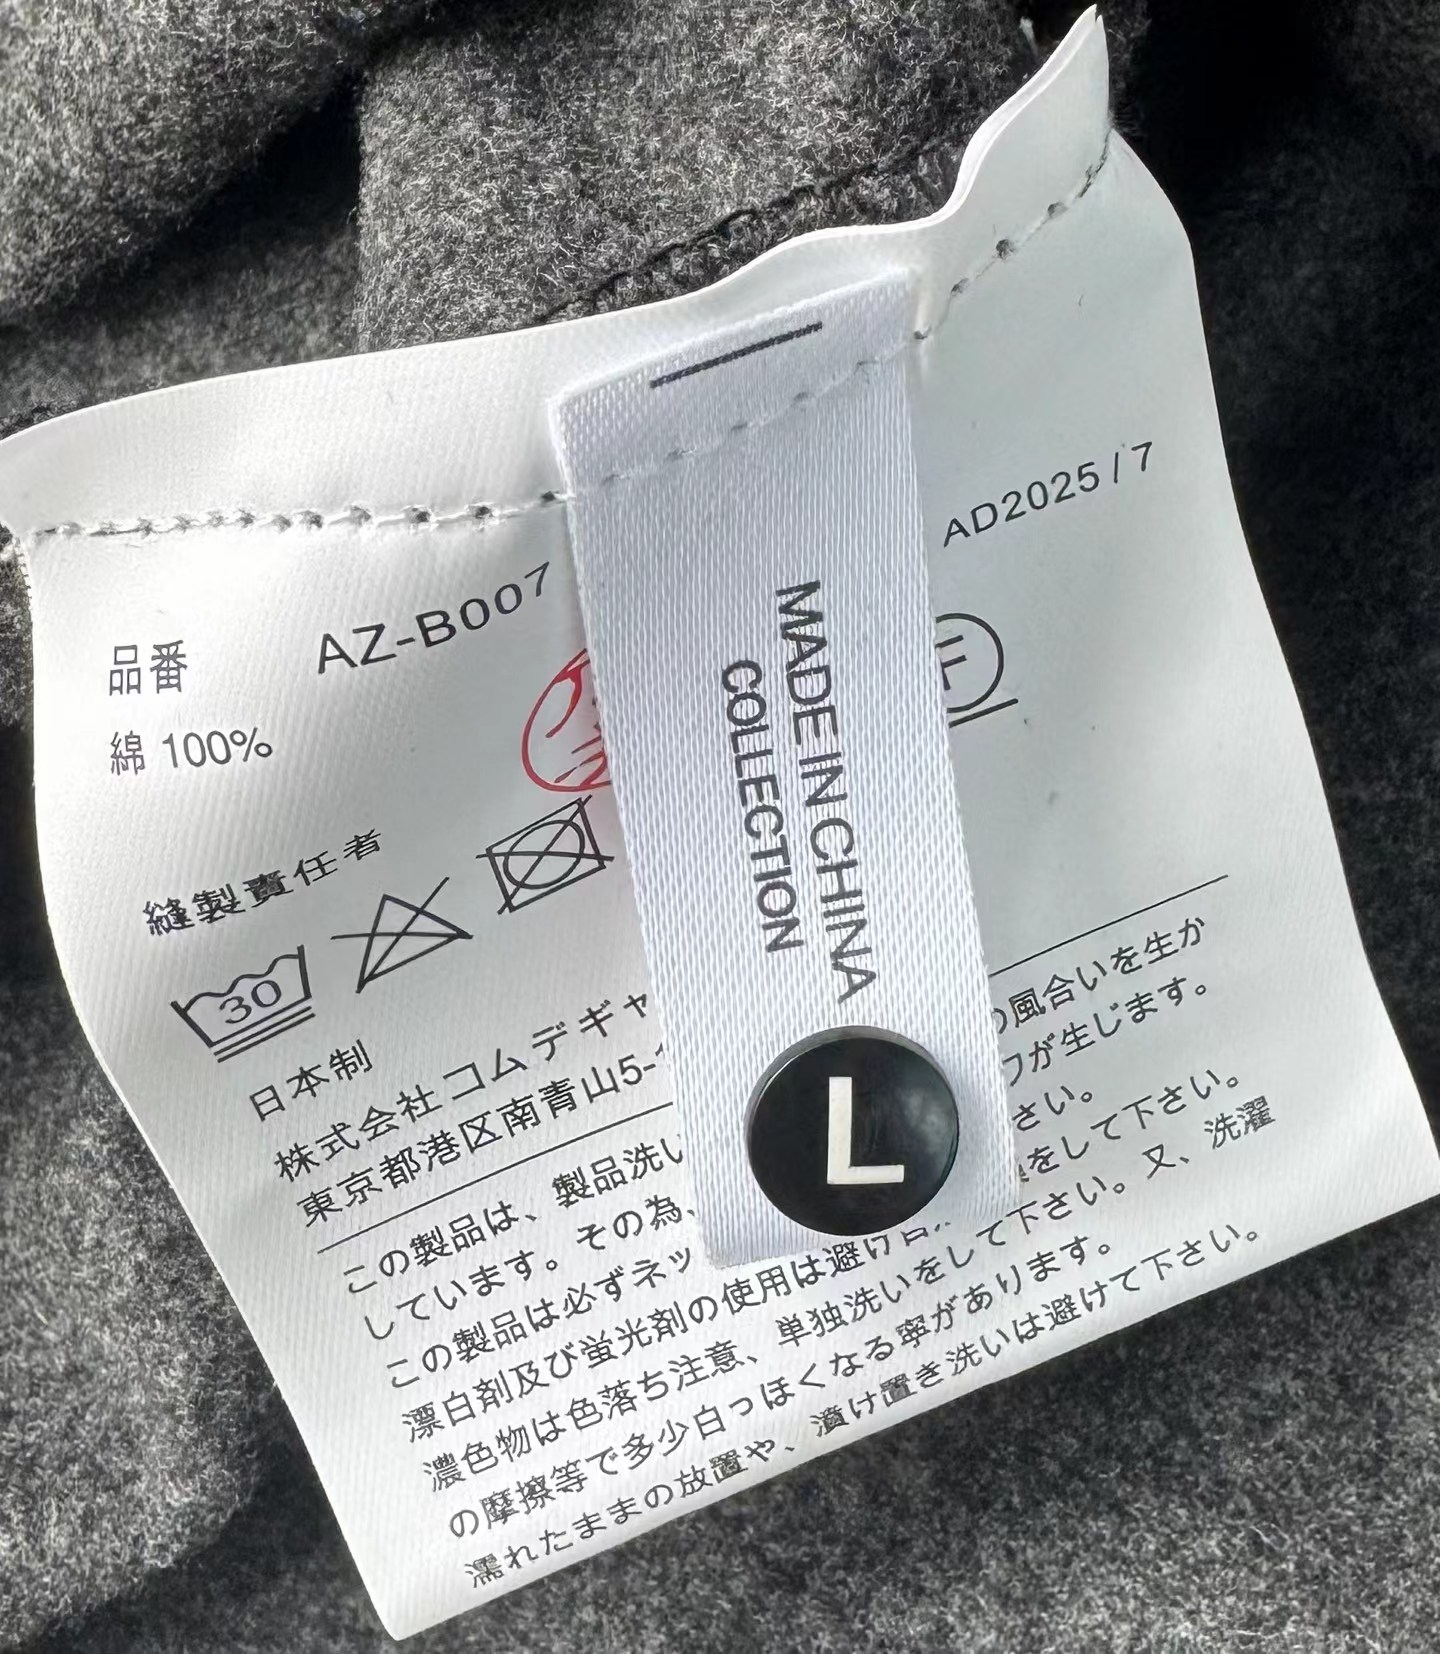 AD2025 / 7
品番 AZ-B007
綿 100%
縫製責任者
30
日本制
株式会社コムデギャ
東京都港区南青山5-
MADE IN CHINA
COLLECTION
L
この製品は、製品洗い
の風合いを生か
しています。その為、
が生じます。
この製品は必ずネッ
さい。
漂白剤及び蛍光剤の使用は避け
をして下さい。
濃色物は色落ち注意、単独洗いをして下さい。又、洗濯
の摩擦等で多少白っぽくなる寧があります。
濡れたままの放置や、漬け置き洗いは避けて下さい。